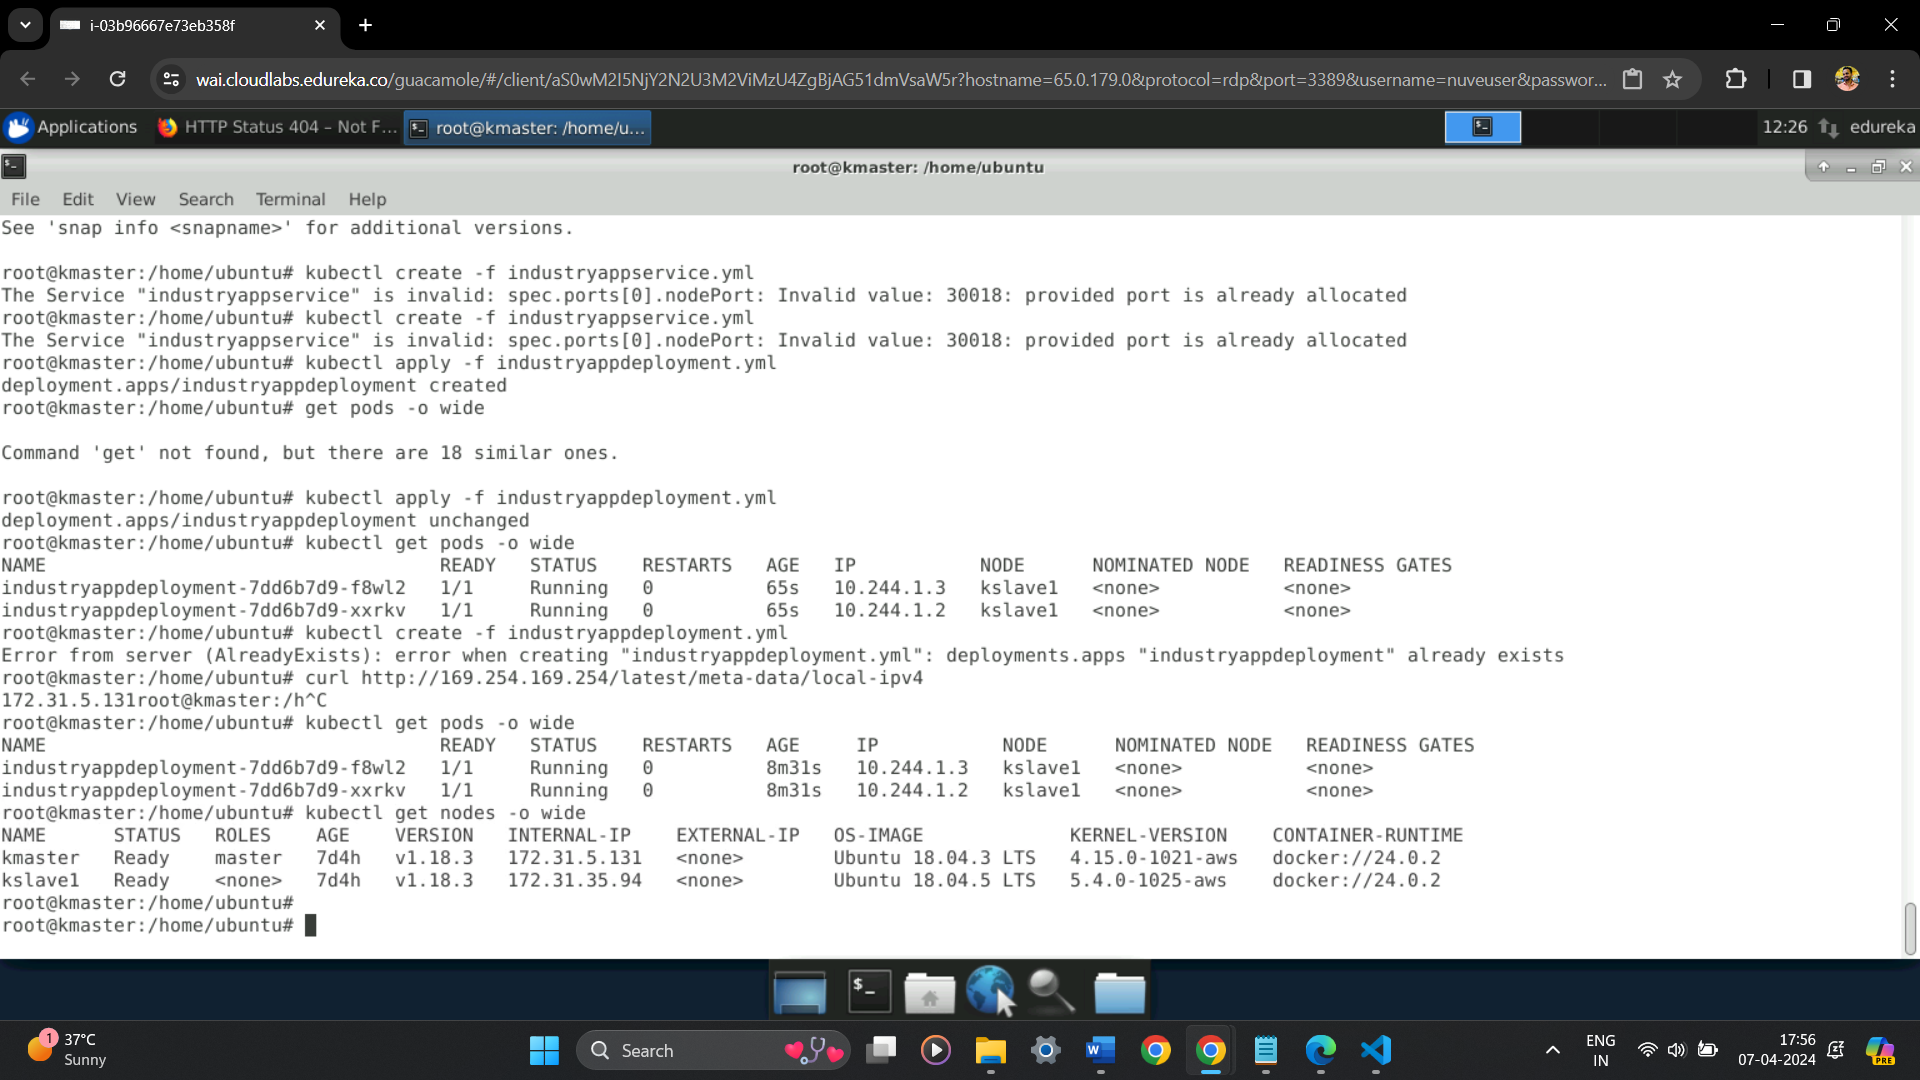 i-03b96667e73eb358f
wai.cloudlabs.edureka.co/guacamole/#/client/aS0wM2I5NjY2N2U3M2ViMzU4ZgBjAG51dmVsaW5r?hostname=65.0.179.0&protocol=rdp&port=3389&username=nuveuser&passwor...
Applications HTTP Status 404 – Not F... root@kmaster: /home/u... 12:26 edureka
root@kmaster: /home/ubuntu
File Edit View Search Terminal Help
See 'snap info <snapname>' for additional versions.
root@kmaster:/home/ubuntu# kubectl create -f industryappservice.yml
The Service "industryappservice" is invalid: spec.ports[0].nodePort: Invalid value: 30018: provided port is already allocated
root@kmaster:/home/ubuntu# kubectl create -f industryappservice.yml
The Service "industryappservice" is invalid: spec.ports[0].nodePort: Invalid value: 30018: provided port is already allocated
root@kmaster:/home/ubuntu# kubectl apply -f industryappdeployment.yml
deployment.apps/industryappdeployment created
root@kmaster:/home/ubuntu# get pods -o wide
Command 'get' not found, but there are 18 similar ones.
root@kmaster:/home/ubuntu# kubectl apply -f industryappdeployment.yml
deployment.apps/industryappdeployment unchanged
root@kmaster:/home/ubuntu# kubectl get pods -o wide
NAME READY STATUS RESTARTS AGE IP NODE NOMINATED NODE READINESS GATES
industryappdeployment-7dd6b7d9-f8wl2 1/1 Running 0 65s 10.244.1.3 kslave1 <none> <none>
industryappdeployment-7dd6b7d9-xxrkv 1/1 Running 0 65s 10.244.1.2 kslave1 <none> <none>
root@kmaster:/home/ubuntu# kubectl create -f industryappdeployment.yml
Error from server (AlreadyExists): error when creating "industryappdeployment.yml": deployments.apps "industryappdeployment" already exists
root@kmaster:/home/ubuntu# curl http://169.254.169.254/latest/meta-data/local-ipv4
172.31.5.131root@kmaster:/h^C
root@kmaster:/home/ubuntu# kubectl get pods -o wide
NAME READY STATUS RESTARTS AGE IP NODE NOMINATED NODE READINESS GATES
industryappdeployment-7dd6b7d9-f8wl2 1/1 Running 0 8m31s 10.244.1.3 kslave1 <none> <none>
industryappdeployment-7dd6b7d9-xxrkv 1/1 Running 0 8m31s 10.244.1.2 kslave1 <none> <none>
root@kmaster:/home/ubuntu# kubectl get nodes -o wide
NAME STATUS ROLES AGE VERSION INTERNAL-IP EXTERNAL-IP OS-IMAGE KERNEL-VERSION CONTAINER-RUNTIME
kmaster Ready master 7d4h v1.18.3 172.31.5.131 <none> Ubuntu 18.04.3 LTS 4.15.0-1021-aws docker://24.0.2
kslave1 Ready <none> 7d4h v1.18.3 172.31.35.94 <none> Ubuntu 18.04.5 LTS 5.4.0-1025-aws docker://24.0.2
root@kmaster:/home/ubuntu#
root@kmaster:/home/ubuntu#
1
37°C
Sunny
Search
ENG
IN
17:56
07-04-2024
PRE